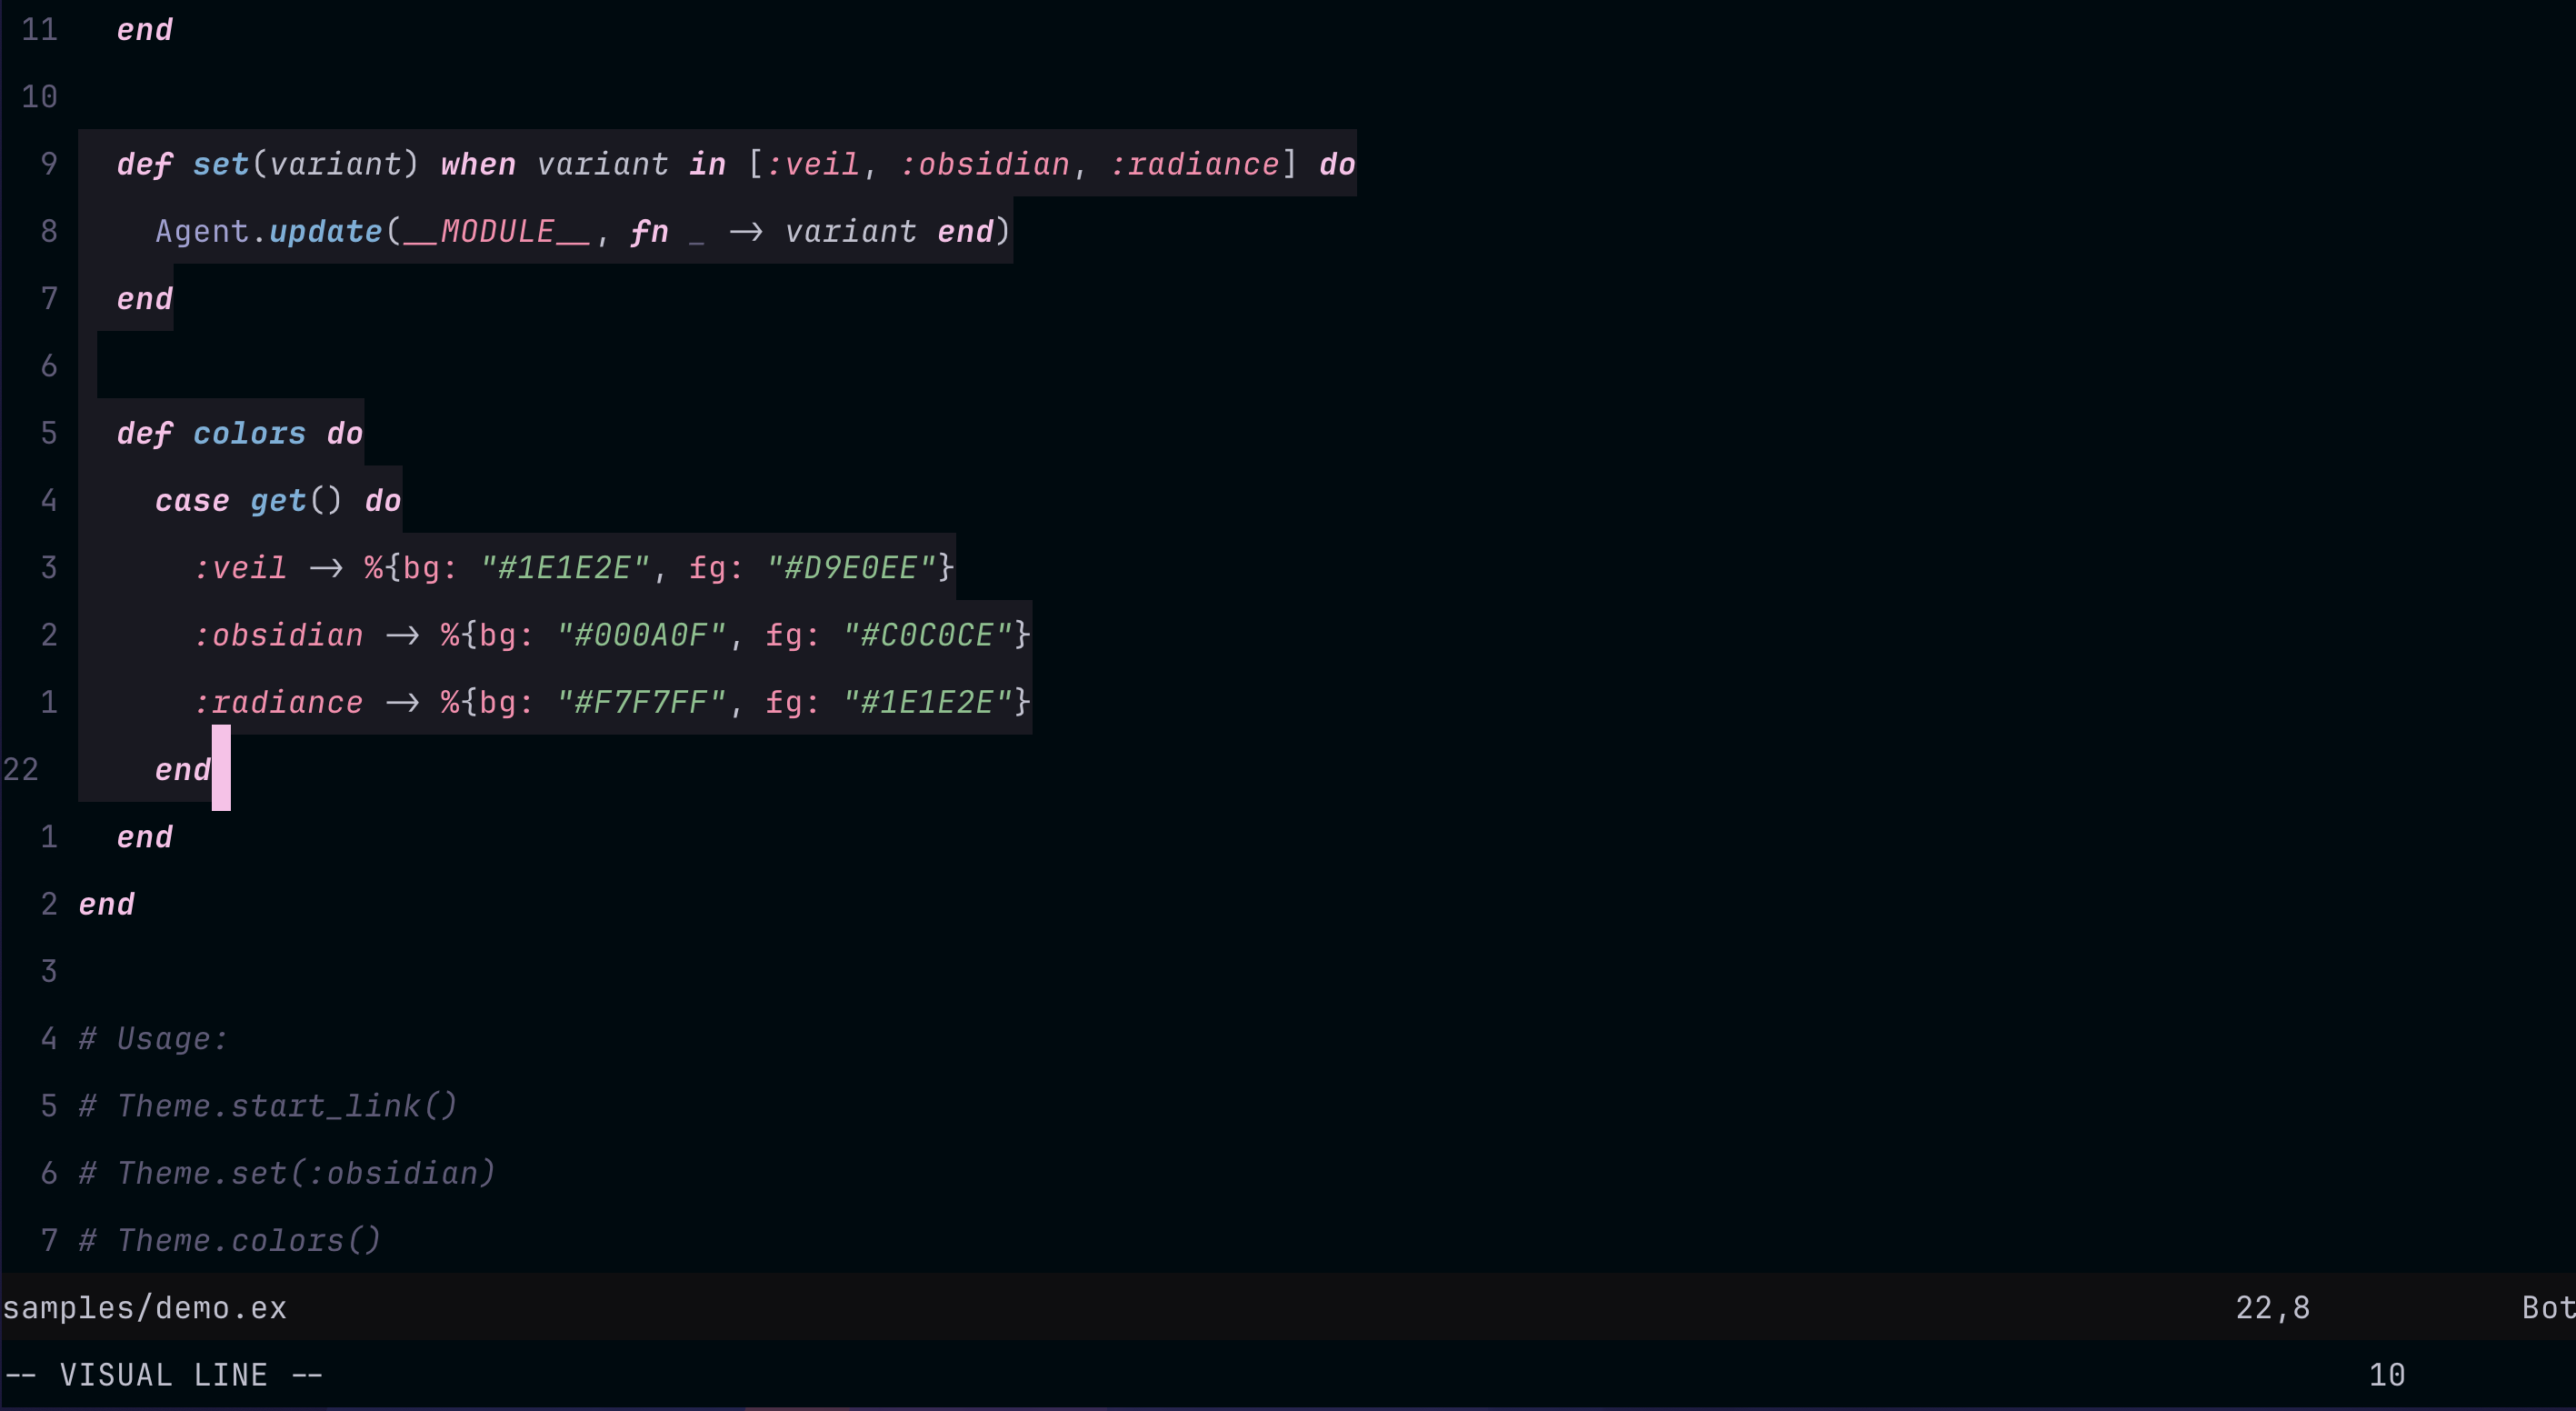 11   end
10
 9   def set(variant) when variant in [:veil, :obsidian, :radiance] do
 8     Agent.update(__MODULE__, fn _ -> variant end)
 7   end
 6
 5   def colors do
 4     case get() do
 3       :veil -> %{bg: "#1E1E2E", fg: "#D9E0EE"}
 2       :obsidian -> %{bg: "#000A0F", fg: "#C0C0CE"}
 1       :radiance -> %{bg: "#F7F7FF", fg: "#1E1E2E"}
22      end
 1   end
 2 end
 3
 4 # Usage:
 5 # Theme.start_link()
 6 # Theme.set(:obsidian)
 7 # Theme.colors()
samples/demo.ex 22,8 Bot
-- VISUAL LINE -- 10